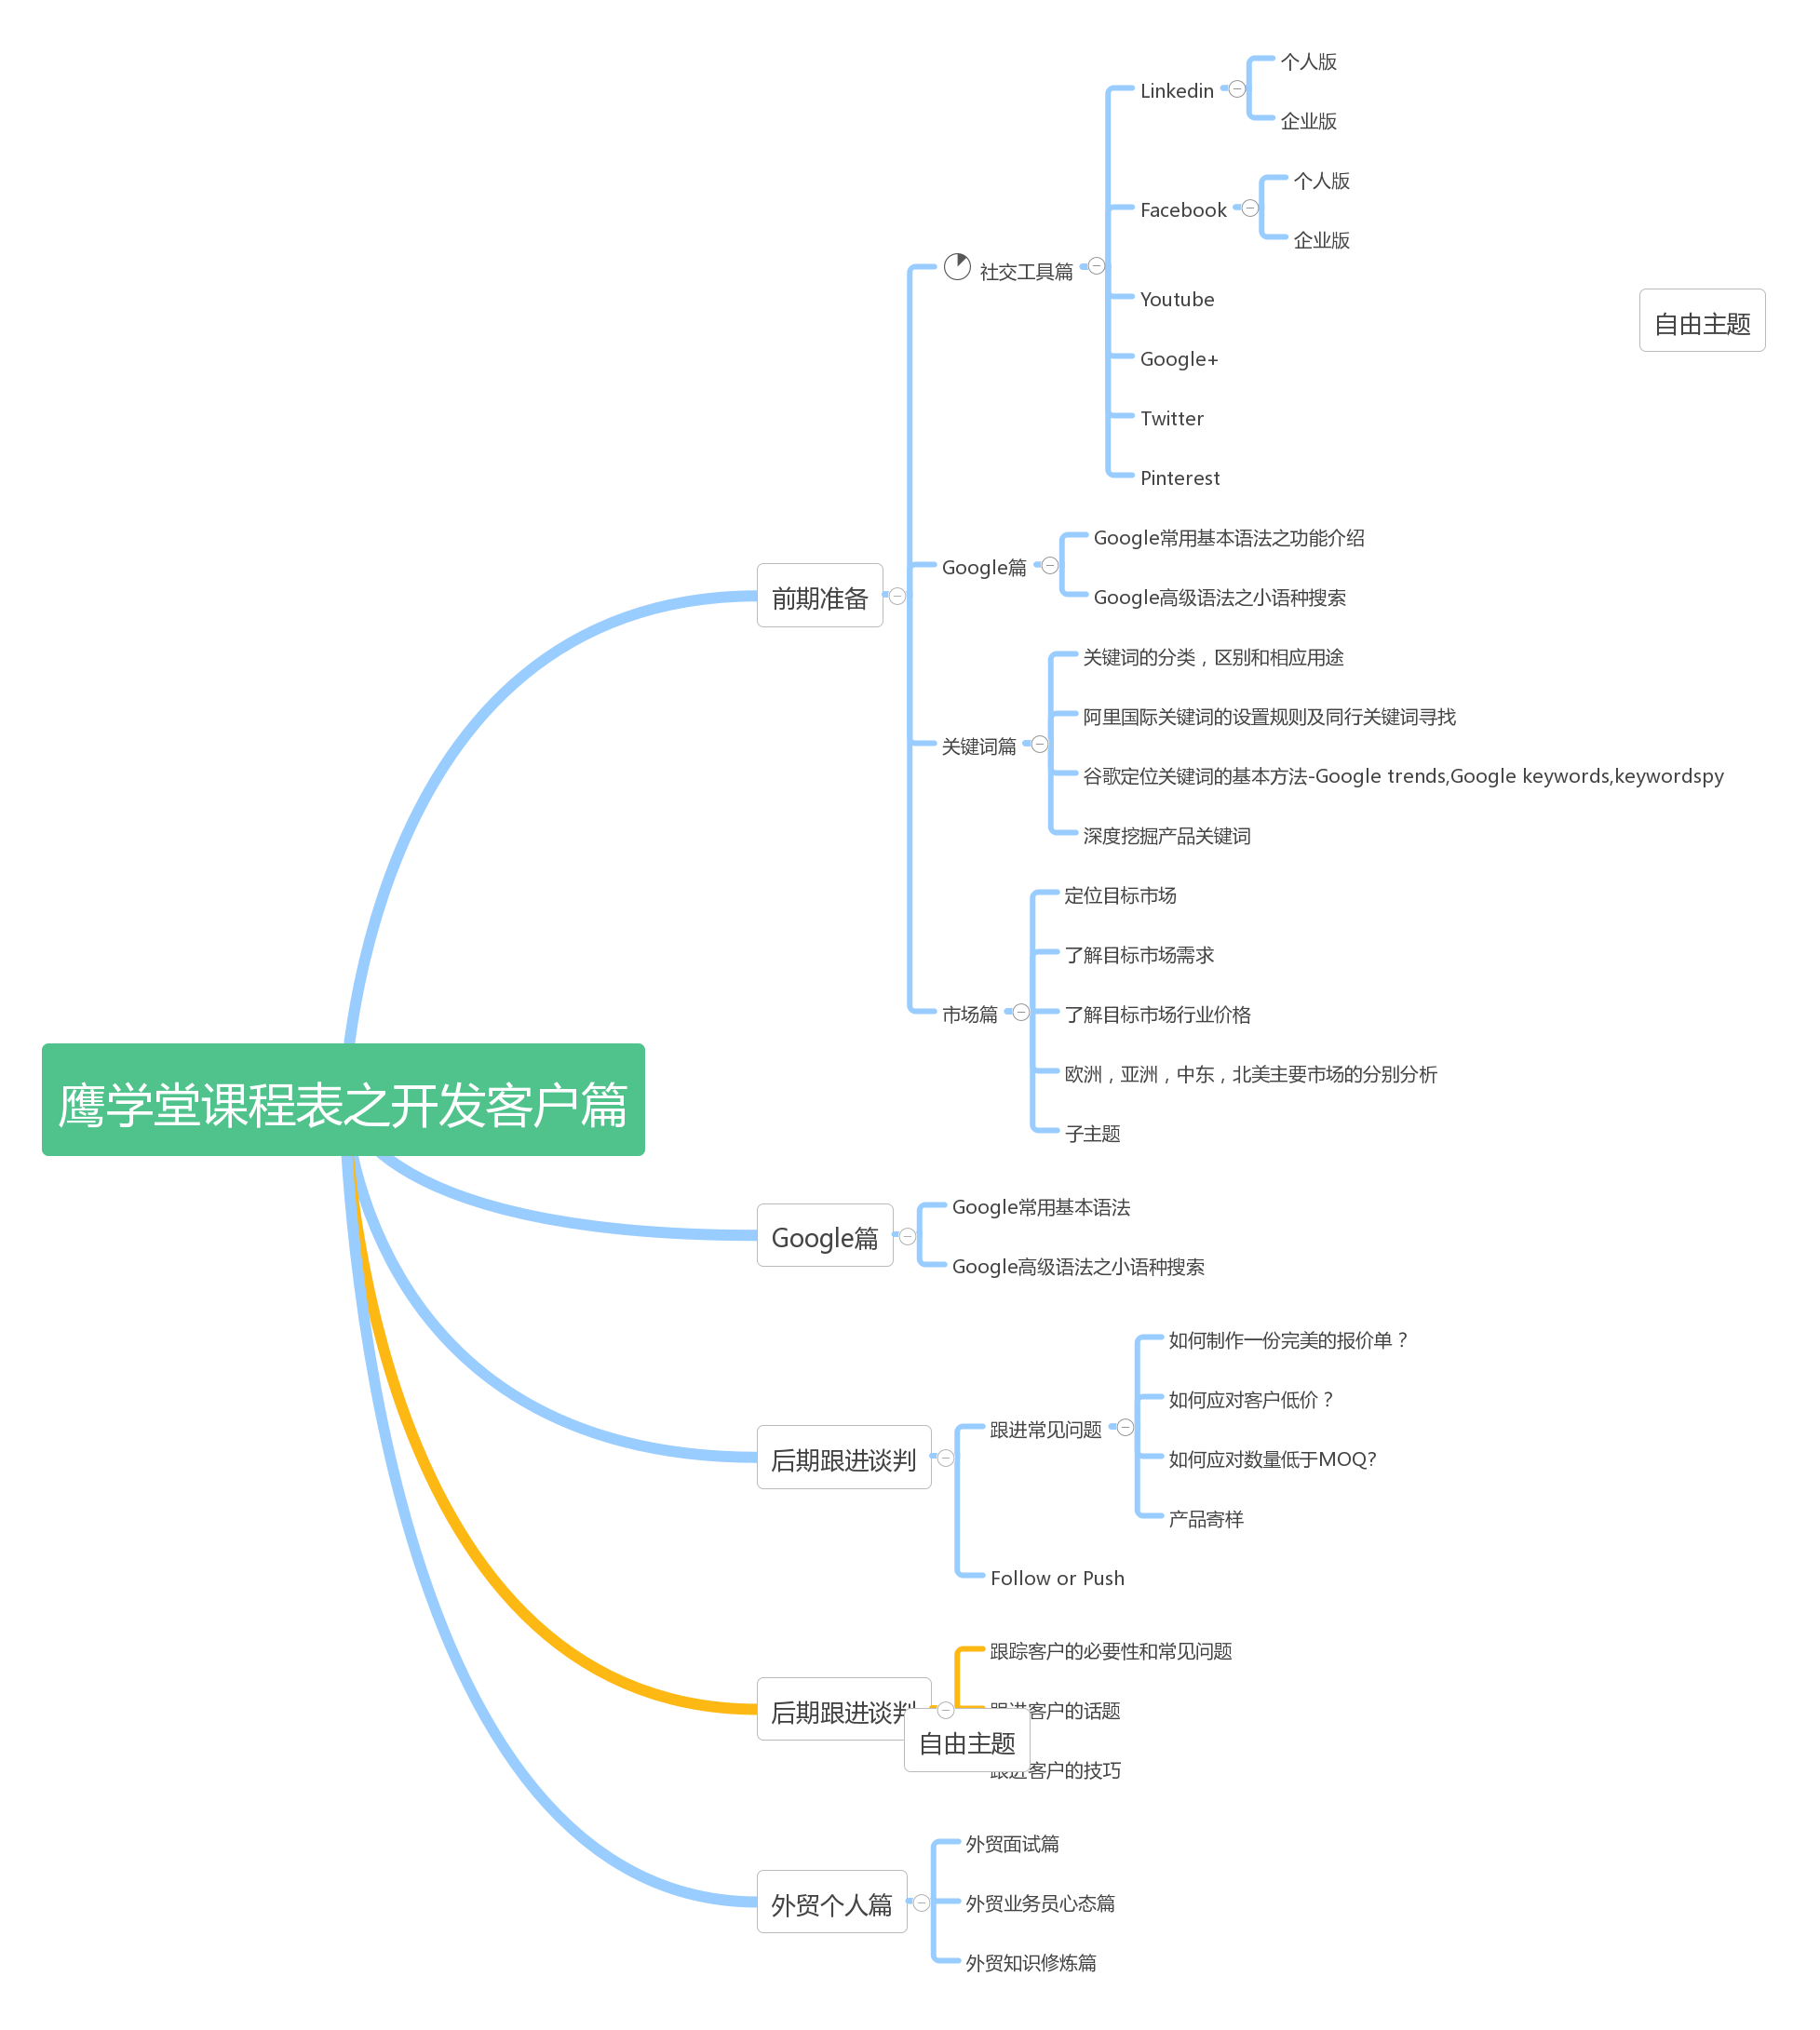 鹰学堂课程表之开发客户篇
前期准备
社交工具篇
Linkedin
个人版
企业版
Facebook
个人版
企业版
Youtube
Google+
Twitter
Pinterest
Google篇
Google常用基本语法之功能介绍
Google高级语法之小语种搜索
关键词篇
关键词的分类，区别和相应用途
阿里国际关键词的设置规则及同行关键词寻找
谷歌定位关键词的基本方法-Google trends,Google keywords,keywordspy
深度挖掘产品关键词
市场篇
定位目标市场
了解目标市场需求
了解目标市场行业价格
欧洲，亚洲，中东，北美主要市场的分别分析
子主题
Google篇
Google常用基本语法
Google高级语法之小语种搜索
后期跟进谈判
跟进常见问题
如何制作一份完美的报价单？
如何应对客户低价？
如何应对数量低于MOQ?
产品寄样
Follow or Push
后期跟进谈判
跟踪客户的必要性和常见问题
跟进客户的话题
跟进客户的技巧
自由主题
外贸个人篇
外贸面试篇
外贸业务员心态篇
外贸知识修炼篇
自由主题